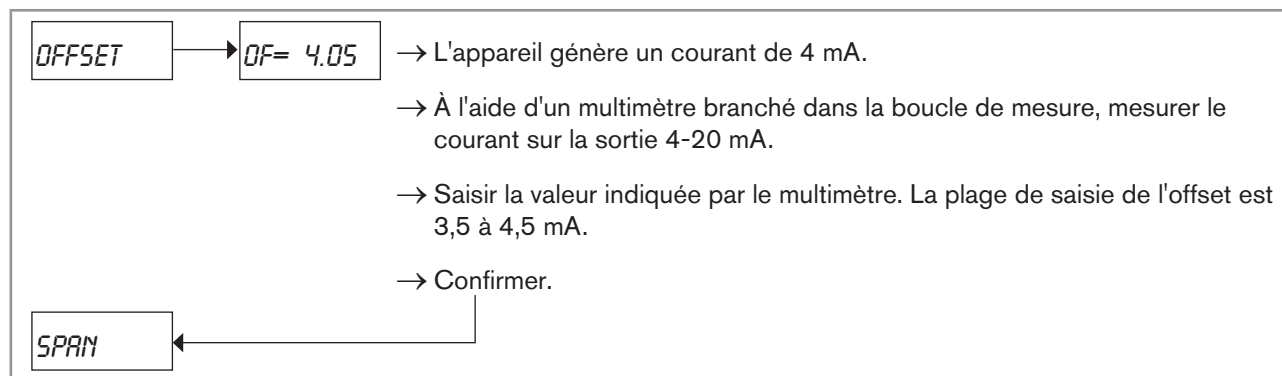 OFFSET
OF= 4.05
→ L'appareil génère un courant de 4 mA.
→ À l'aide d'un multimètre branché dans la boucle de mesure, mesurer le
courant sur la sortie 4-20 mA.
→ Saisir la valeur indiquée par le multimètre. La plage de saisie de l'offset est
3,5 à 4,5 mA.
→ Confirmer.
SPAN